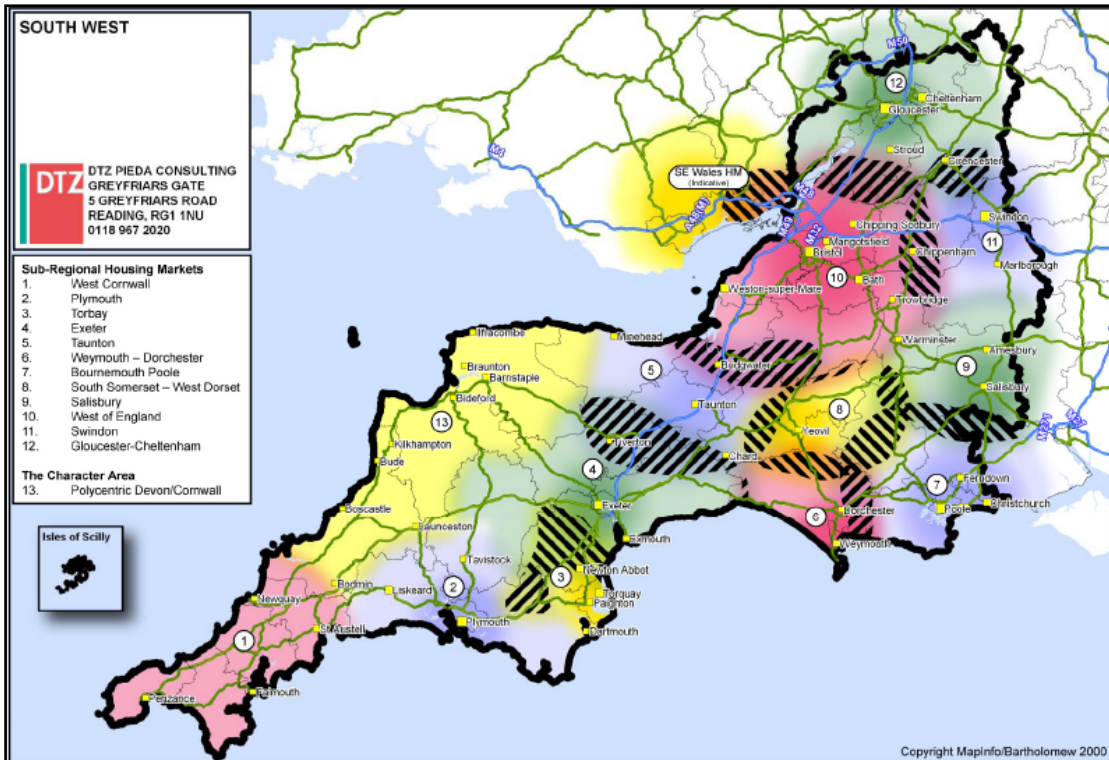 SOUTH WEST
DTZ
DTZ PIEDA CONSULTING
GREYFRIARS GATE
5 GREYFRIARS ROAD
READING, RG1 1NU
0118 967 2020
Sub-Regional Housing Markets
1. West Cornwall
2. Plymouth
3. Torbay
4. Exeter
5. Taunton
6. Weymouth – Dorchester
7. Bournemouth Poole
8. South Somerset – West Dorset
9. Salisbury
10. West of England
11. Swindon
12. Gloucester-Cheltenham
The Character Area
13. Polycentric Devon/Cornwall
Isles of Scilly
M50
12
Cheltenham
Gloucester
Stroud
Cirencester
M4
SE Wales HM
(Indicative)
A48(M)
M48
M49
M32
Chipping Sodbury
Mangotsfield
Bristol
Swindon
11
Chippenham
Marlborough
10
Bath
Weston-super-Mare
Trowbridge
Ilfracombe
Minehead
Warminster
Amesbury
Braunton
Barnstaple
Bridgwater
5
9
Salisbury
Bideford
Taunton
8
13
Yeovil
Kilkhampton
Tiverton
Chard
M271
Bude
4
7
Ferndown
Boscastle
Exeter
Dorchester
Poole
Christchurch
6
Launceston
Exmouth
Weymouth
Tavistock
Newton Abbot
3
Bodmin
Liskeard
2
Torquay
Paignton
Newquay
Plymouth
St Austell
Dartmouth
1
Penzance
Falmouth
Copyright MapInfo/Bartholomew 2000